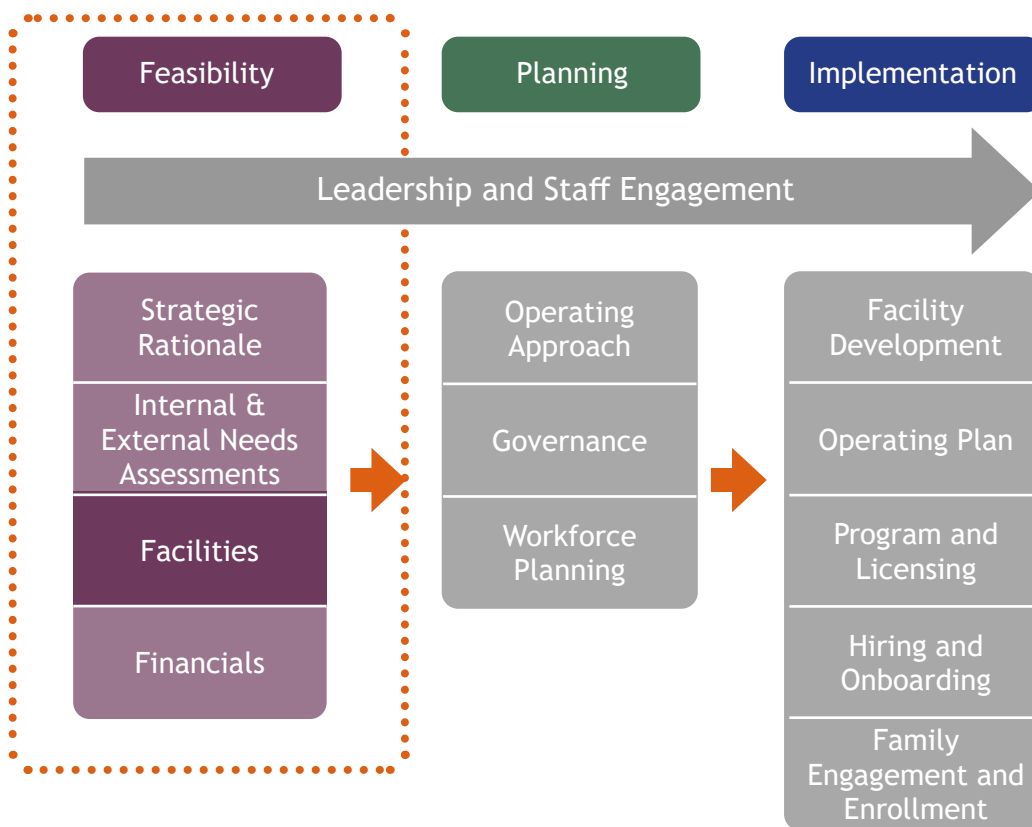 Feasibility
Planning
Implementation
Leadership and Staff Engagement
Strategic
Rationale
Internal &
External Needs
Assessments
Facilities
Financials
Operating
Approach
Governance
Workforce
Planning
Facility
Development
Operating Plan
Program and
Licensing
Hiring and
Onboarding
Family
Engagement and
Enrollment